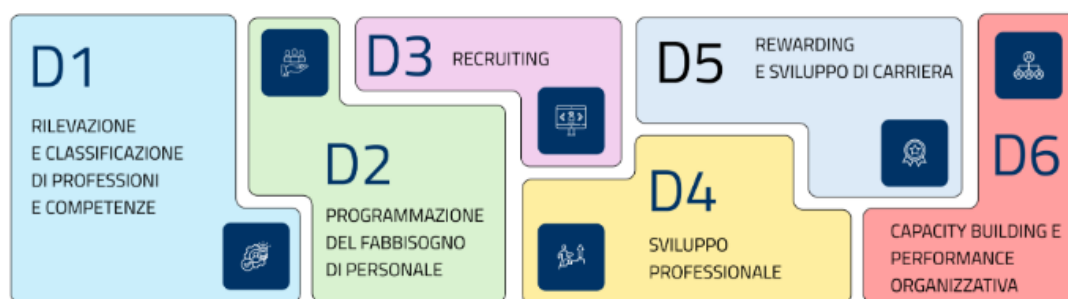 D1
RILEVAZIONE
E CLASSIFICAZIONE
DI PROFESSIONI
E COMPETENZE
D2
PROGRAMMAZIONE
DEL FABBISOGNO
DI PERSONALE
D3
RECRUITING
D4
SVILUPPO
PROFESSIONALE
D5
REWARDING
E SVILUPPO DI CARRIERA
D6
CAPACITY BUILDING E
PERFORMANCE
ORGANIZZATIVA